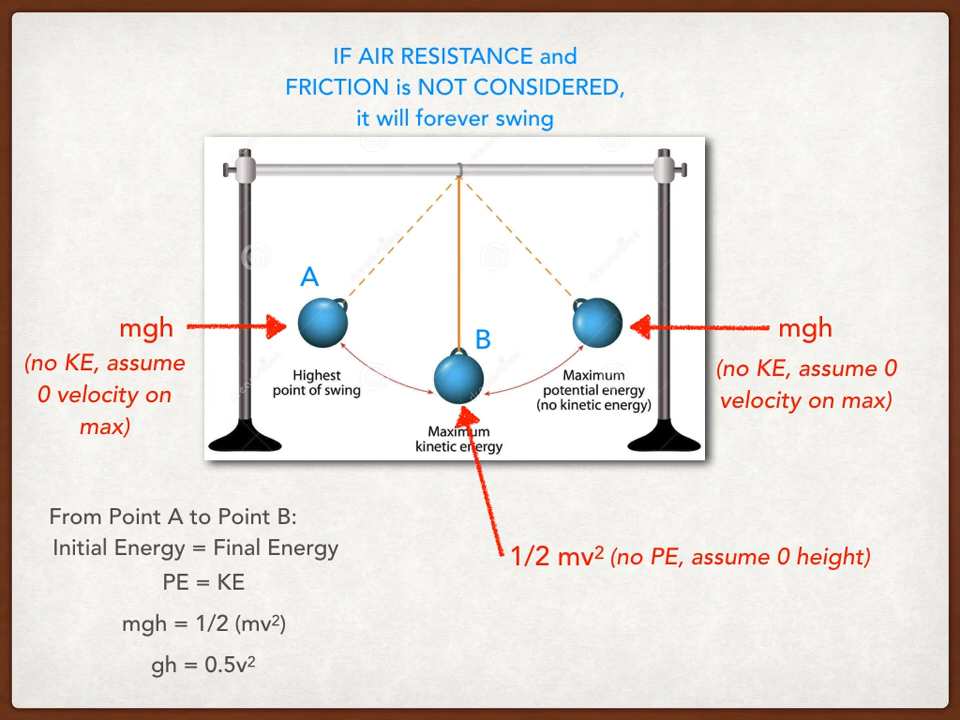 IF AIR RESISTANCE and
FRICTION is NOT CONSIDERED,
it will forever swing
A
B
mgh
(no KE, assume
0 velocity on
max)
mgh
(no KE, assume 0
velocity on max)
Highest
point of swing
Maximum
potential energy
(no kinetic energy)
Maximum
kinetic energy
From Point A to Point B:
Initial Energy = Final Energy
PE = KE
mgh = 1/2 (mv²)
gh = 0.5v²
1/2 mv² (no PE, assume 0 height)